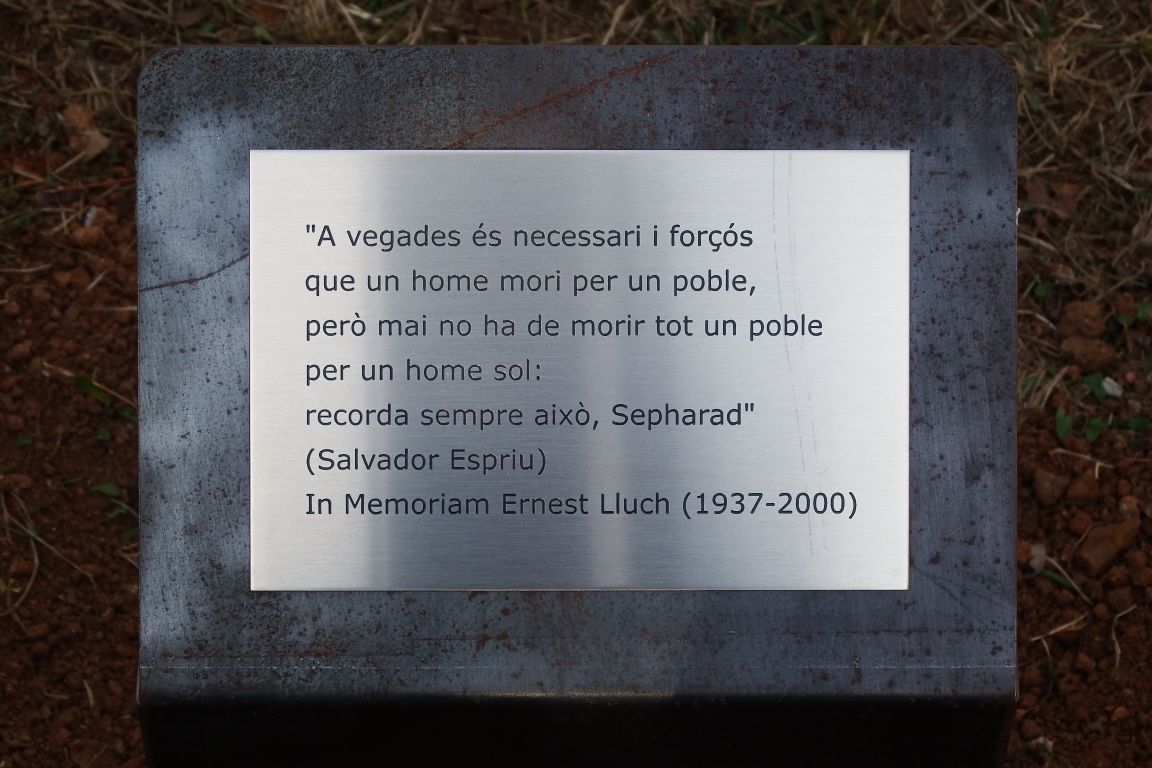 "A vegades és necessari i forçós
que un home mori per un poble,
però mai no ha de morir tot un poble
per un home sol:
recorda sempre això, Sepharad"
(Salvador Espriu)
In Memoriam Ernest Lluch (1937-2000)